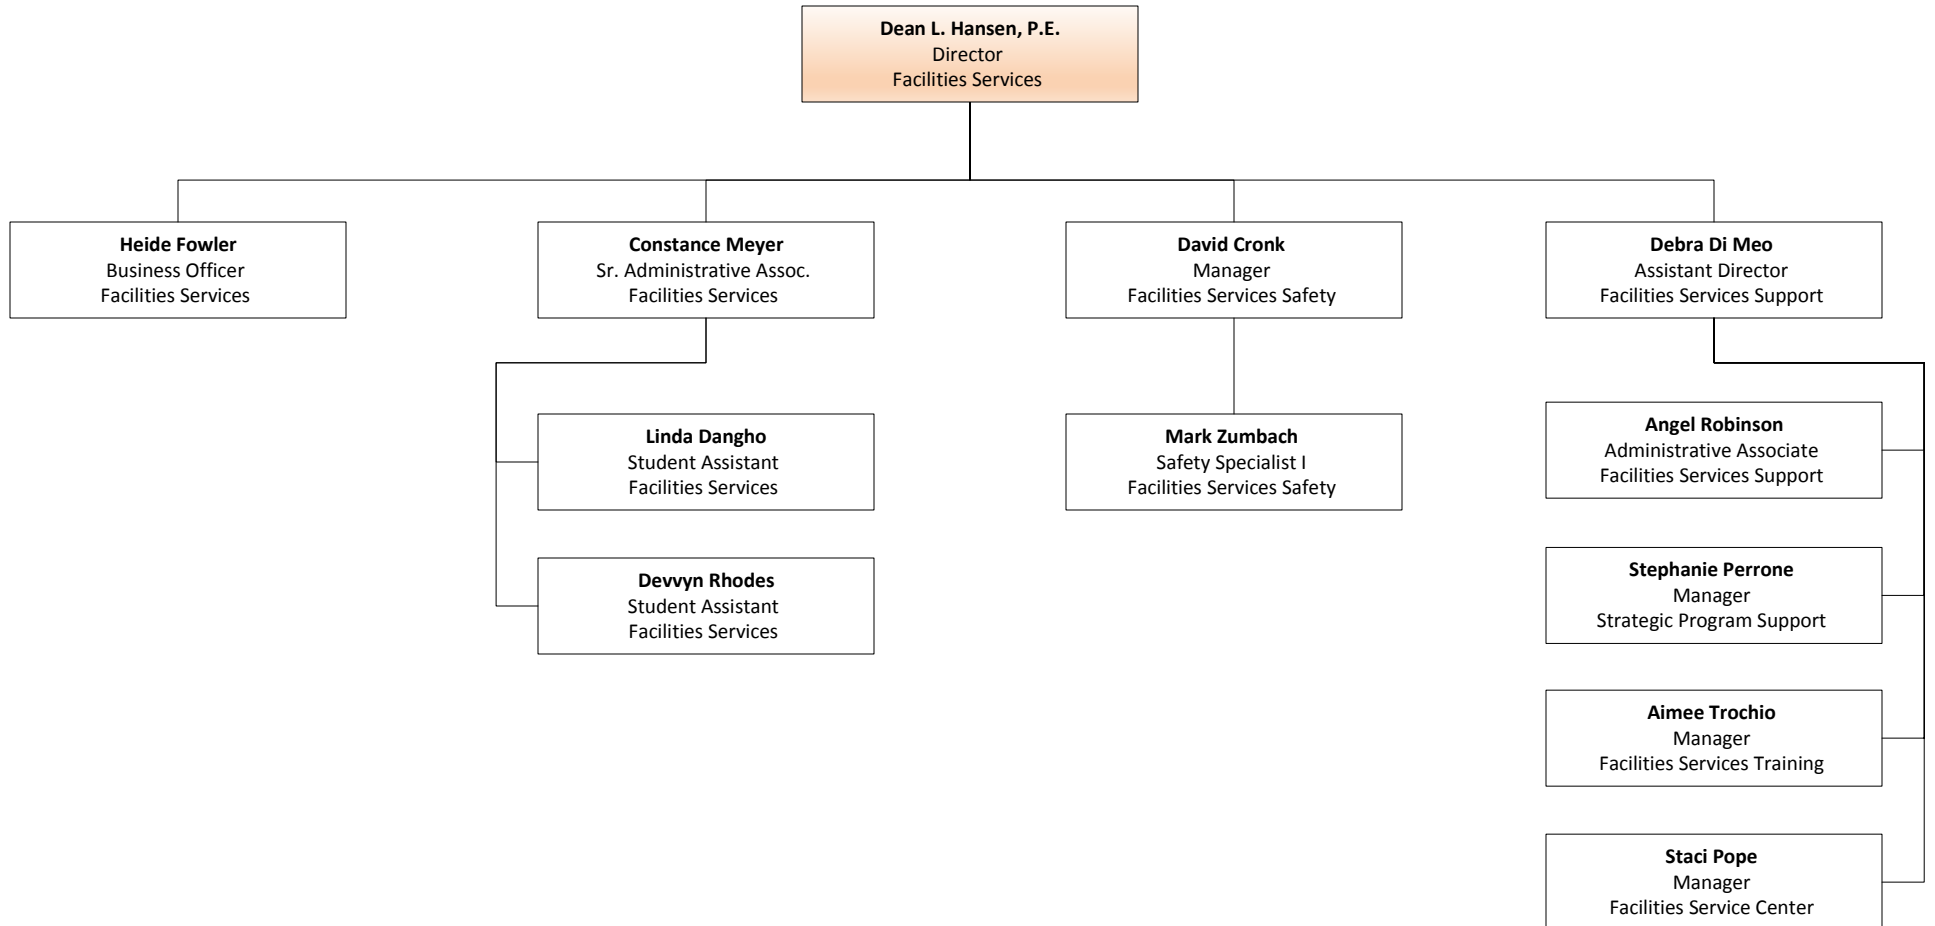 Dean L. Hansen, P.E.
Director
Facilities Services
Heide Fowler
Business Officer
Facilities Services
Constance Meyer
Sr. Administrative Assoc.
Facilities Services
David Cronk
Manager
Facilities Services Safety
Debra Di Meo
Assistant Director
Facilities Services Support
Linda Dangho
Student Assistant
Facilities Services
Devvyn Rhodes
Student Assistant
Facilities Services
Mark Zumbach
Safety Specialist I
Facilities Services Safety
Angel Robinson
Administrative Associate
Facilities Services Support
Stephanie Perrone
Manager
Strategic Program Support
Aimee Trochio
Manager
Facilities Services Training
Staci Pope
Manager
Facilities Service Center